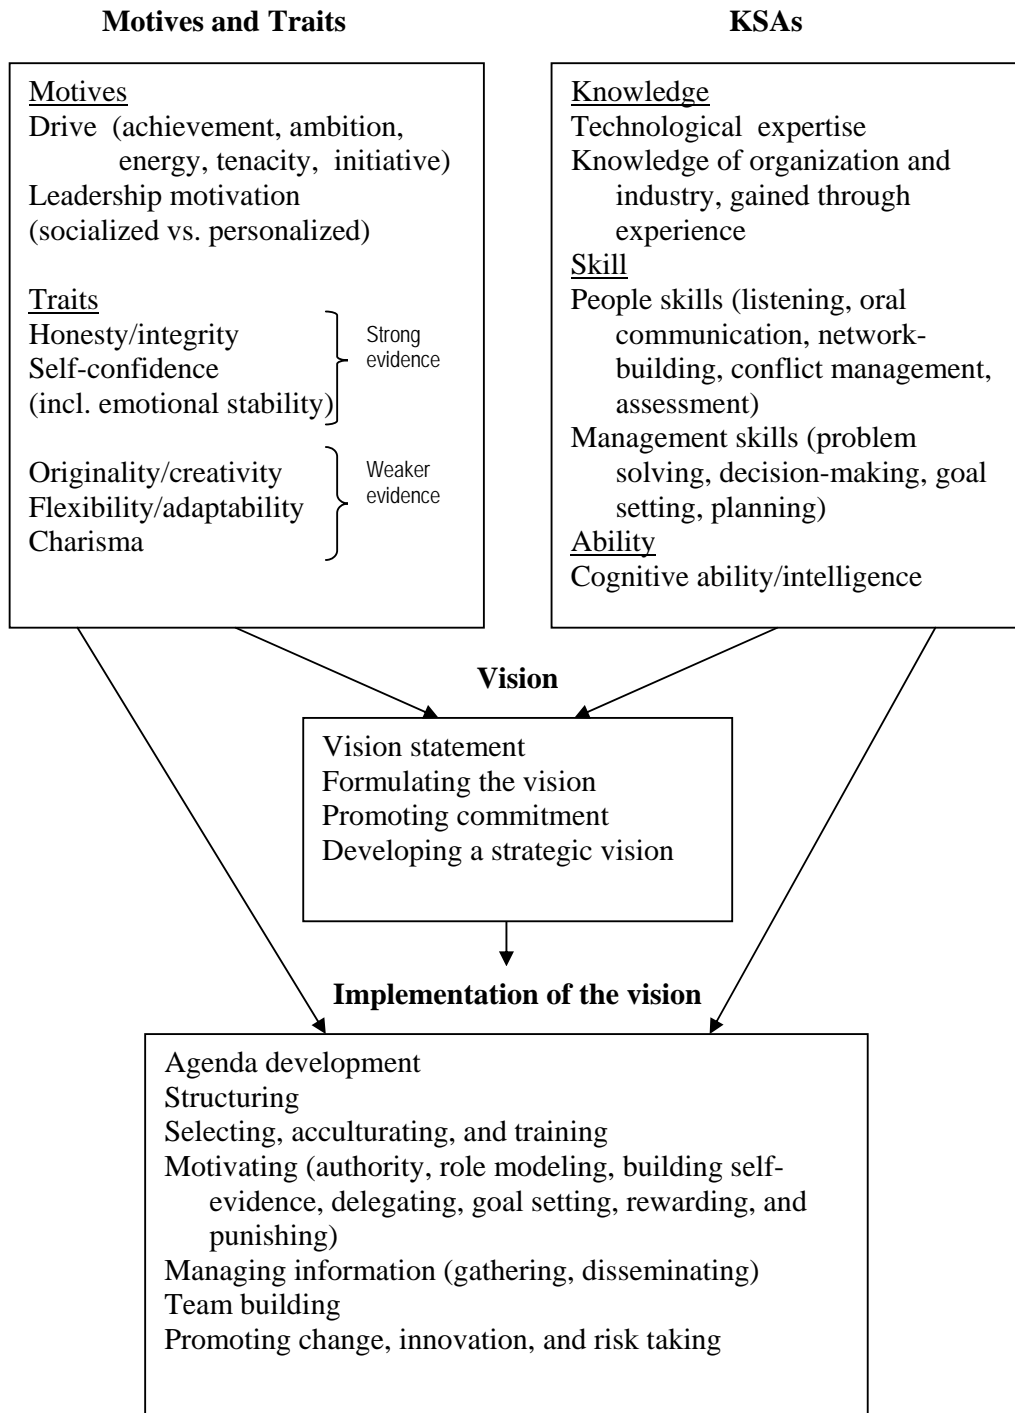 Motives and Traits
Motives
Drive (achievement, ambition,
energy, tenacity, initiative)
Leadership motivation
(socialized vs. personalized)
Traits
Honesty/integrity
Self-confidence
(incl. emotional stability)
Strong
evidence
Originality/creativity
Flexibility/adaptability
Charisma
Weaker
evidence
KSAs
Knowledge
Technological expertise
Knowledge of organization and
industry, gained through
experience
Skill
People skills (listening, oral
communication, network-
building, conflict management,
assessment)
Management skills (problem
solving, decision-making, goal
setting, planning)
Ability
Cognitive ability/intelligence
Vision
Vision statement
Formulating the vision
Promoting commitment
Developing a strategic vision
Implementation of the vision
Agenda development
Structuring
Selecting, acculturating, and training
Motivating (authority, role modeling, building self-
evidence, delegating, goal setting, rewarding, and
punishing)
Managing information (gathering, disseminating)
Team building
Promoting change, innovation, and risk taking